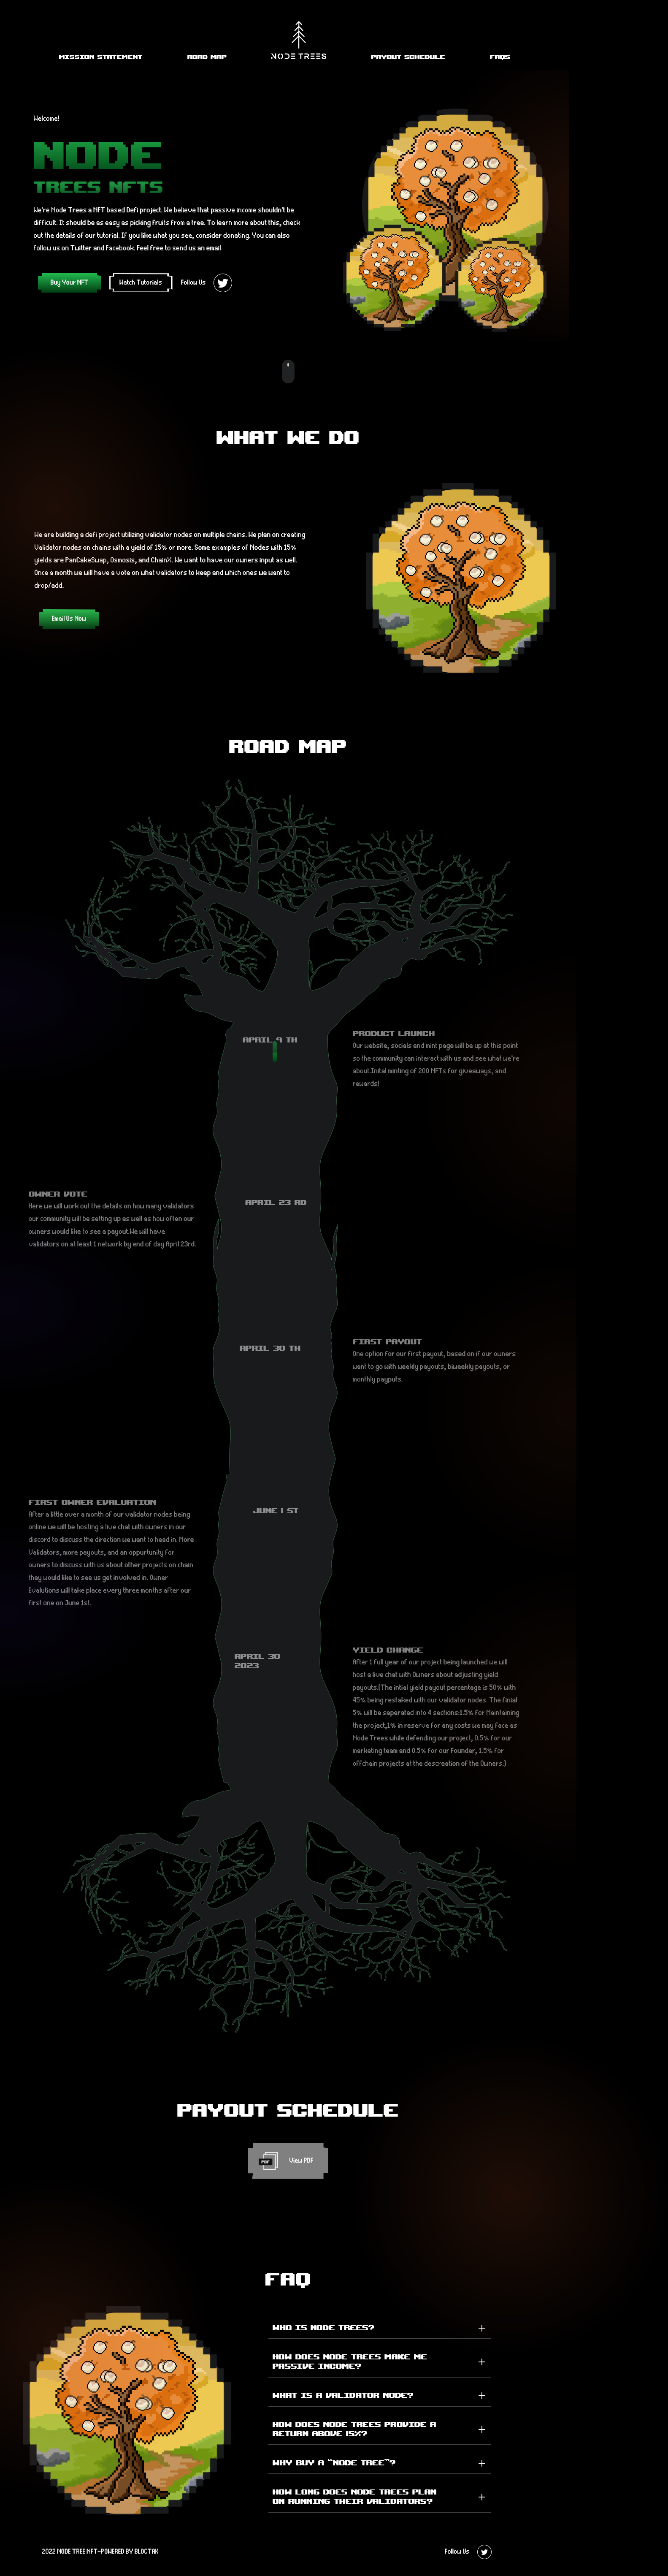 NODE TREES
MISSION STATEMENT
ROAD MAP
PAYOUT SCHEDULE
FAQS
Welcome!
NODE
TREES NFTS
We're Node Trees a NFT based Defi project. We believe that passive income shouldn't be
difficult. It should be as easy as picking fruits from a tree. To learn more about this, check
out the details of our tutorial. If you like what you see, consider donating. You can also
follow us on Twitter and Facebook. Feel free to send us an email
Buy Your NFT
Watch Tutorials
Follow Us
WHAT WE DO
We are building a defi project utilizing validator nodes on multiple chains. We plan on creating
Validator nodes on chains with a yield of 15% or more. Some examples of Nodes with 15%
yields are PanCakeSwap, Osmosis, and ChainX. We want to have our owners input as well.
Once a month we will have a vote on what validators to keep and which ones we want to
drop/add.
Email Us Now
ROAD MAP
APRIL 9 TH
PRODUCT LAUNCH
Our website, socials and mint page will be up at this point
so the community can interact with us and see what we're
about.Inital minting of 200 NFTs for giveaways, and
rewards!
OWNER VOTE
Here we will work out the details on how many validators
our community will be setting up as well as how often our
owners would like to see a payout.We will have
validators on at least 1 network by end of day April 23rd.
APRIL 23 RD
APRIL 30 TH
FIRST PAYOUT
One option for our first payout, based on if our owners
want to go with weekly payouts, biweekly payouts, or
monthly payputs.
FIRST OWNER EVALUATION
After a little over a month of our validator nodes being
online we will be hosting a live chat with owners in our
discord to discuss the direction we want to head in. More
Validators, more payouts, and an oppurtunity for
owners to discuss with us about other projects on chain
they would like to see us get involved in. Owner
Evalutions will take place every three months after our
first one on June 1st.
JUNE 1 ST
APRIL 30
2023
YIELD CHANGE
After 1 full year of our project being launched we will
host a live chat with Owners about adjusting yield
payouts.(The intial yield payout percentage is 50% with
45% being restaked with our validator nodes. The finial
5% will be seperated into 4 sections:1.5% for Maintaining
the project,1% in reserve for any costs we may face as
Node Trees while defending our project, 0.5% for our
marketing team and 0.5% for our Founder, 1.5% for
offchain projects at the descreation of the Owners.)
PAYOUT SCHEDULE
PDF
View PDF
FAQ
WHO IS NODE TREES?
HOW DOES NODE TREES MAKE ME
PASSIVE INCOME?
WHAT IS A VALIDATOR NODE?
HOW DOES NODE TREES PROVIDE A
RETURN ABOVE 15%?
WHY BUY A "NODE TREE"?
HOW LONG DOES NODE TREES PLAN
ON RUNNING THEIR VALIDATORS?
2022 NODE TREE NFT-POWERED BY BLOCTAK
Follow Us